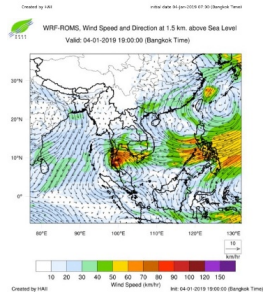 Created by HAII
Initial date 04-Jan-2019 07:00 (Bangkok Time)
WRF-ROMS, Wind Speed and Direction at 1.5 km. above Sea Level
Valid: 04-01-2019 19:00:00 (Bangkok Time)
30°N
20°N
10°N
0°
90°E
100°E
110°E
120°E
130°E
10
km/hr
10 20 30 40 50 60 70 80 90 100 120 150
Wind Speed (km/hr)
Created by HAII
Init: 04-01-2019 19:00:00 (Bangkok Time)